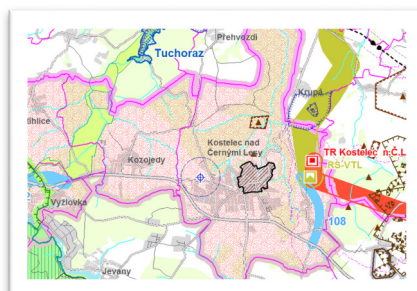 Přehvozdí
Tuchoraz
Krupá
Kostelec nad
Černými Lesy
TR Kostelec n.Č.L
RS-VTL
Kozojedy
Vyžlovka
108
Jevany